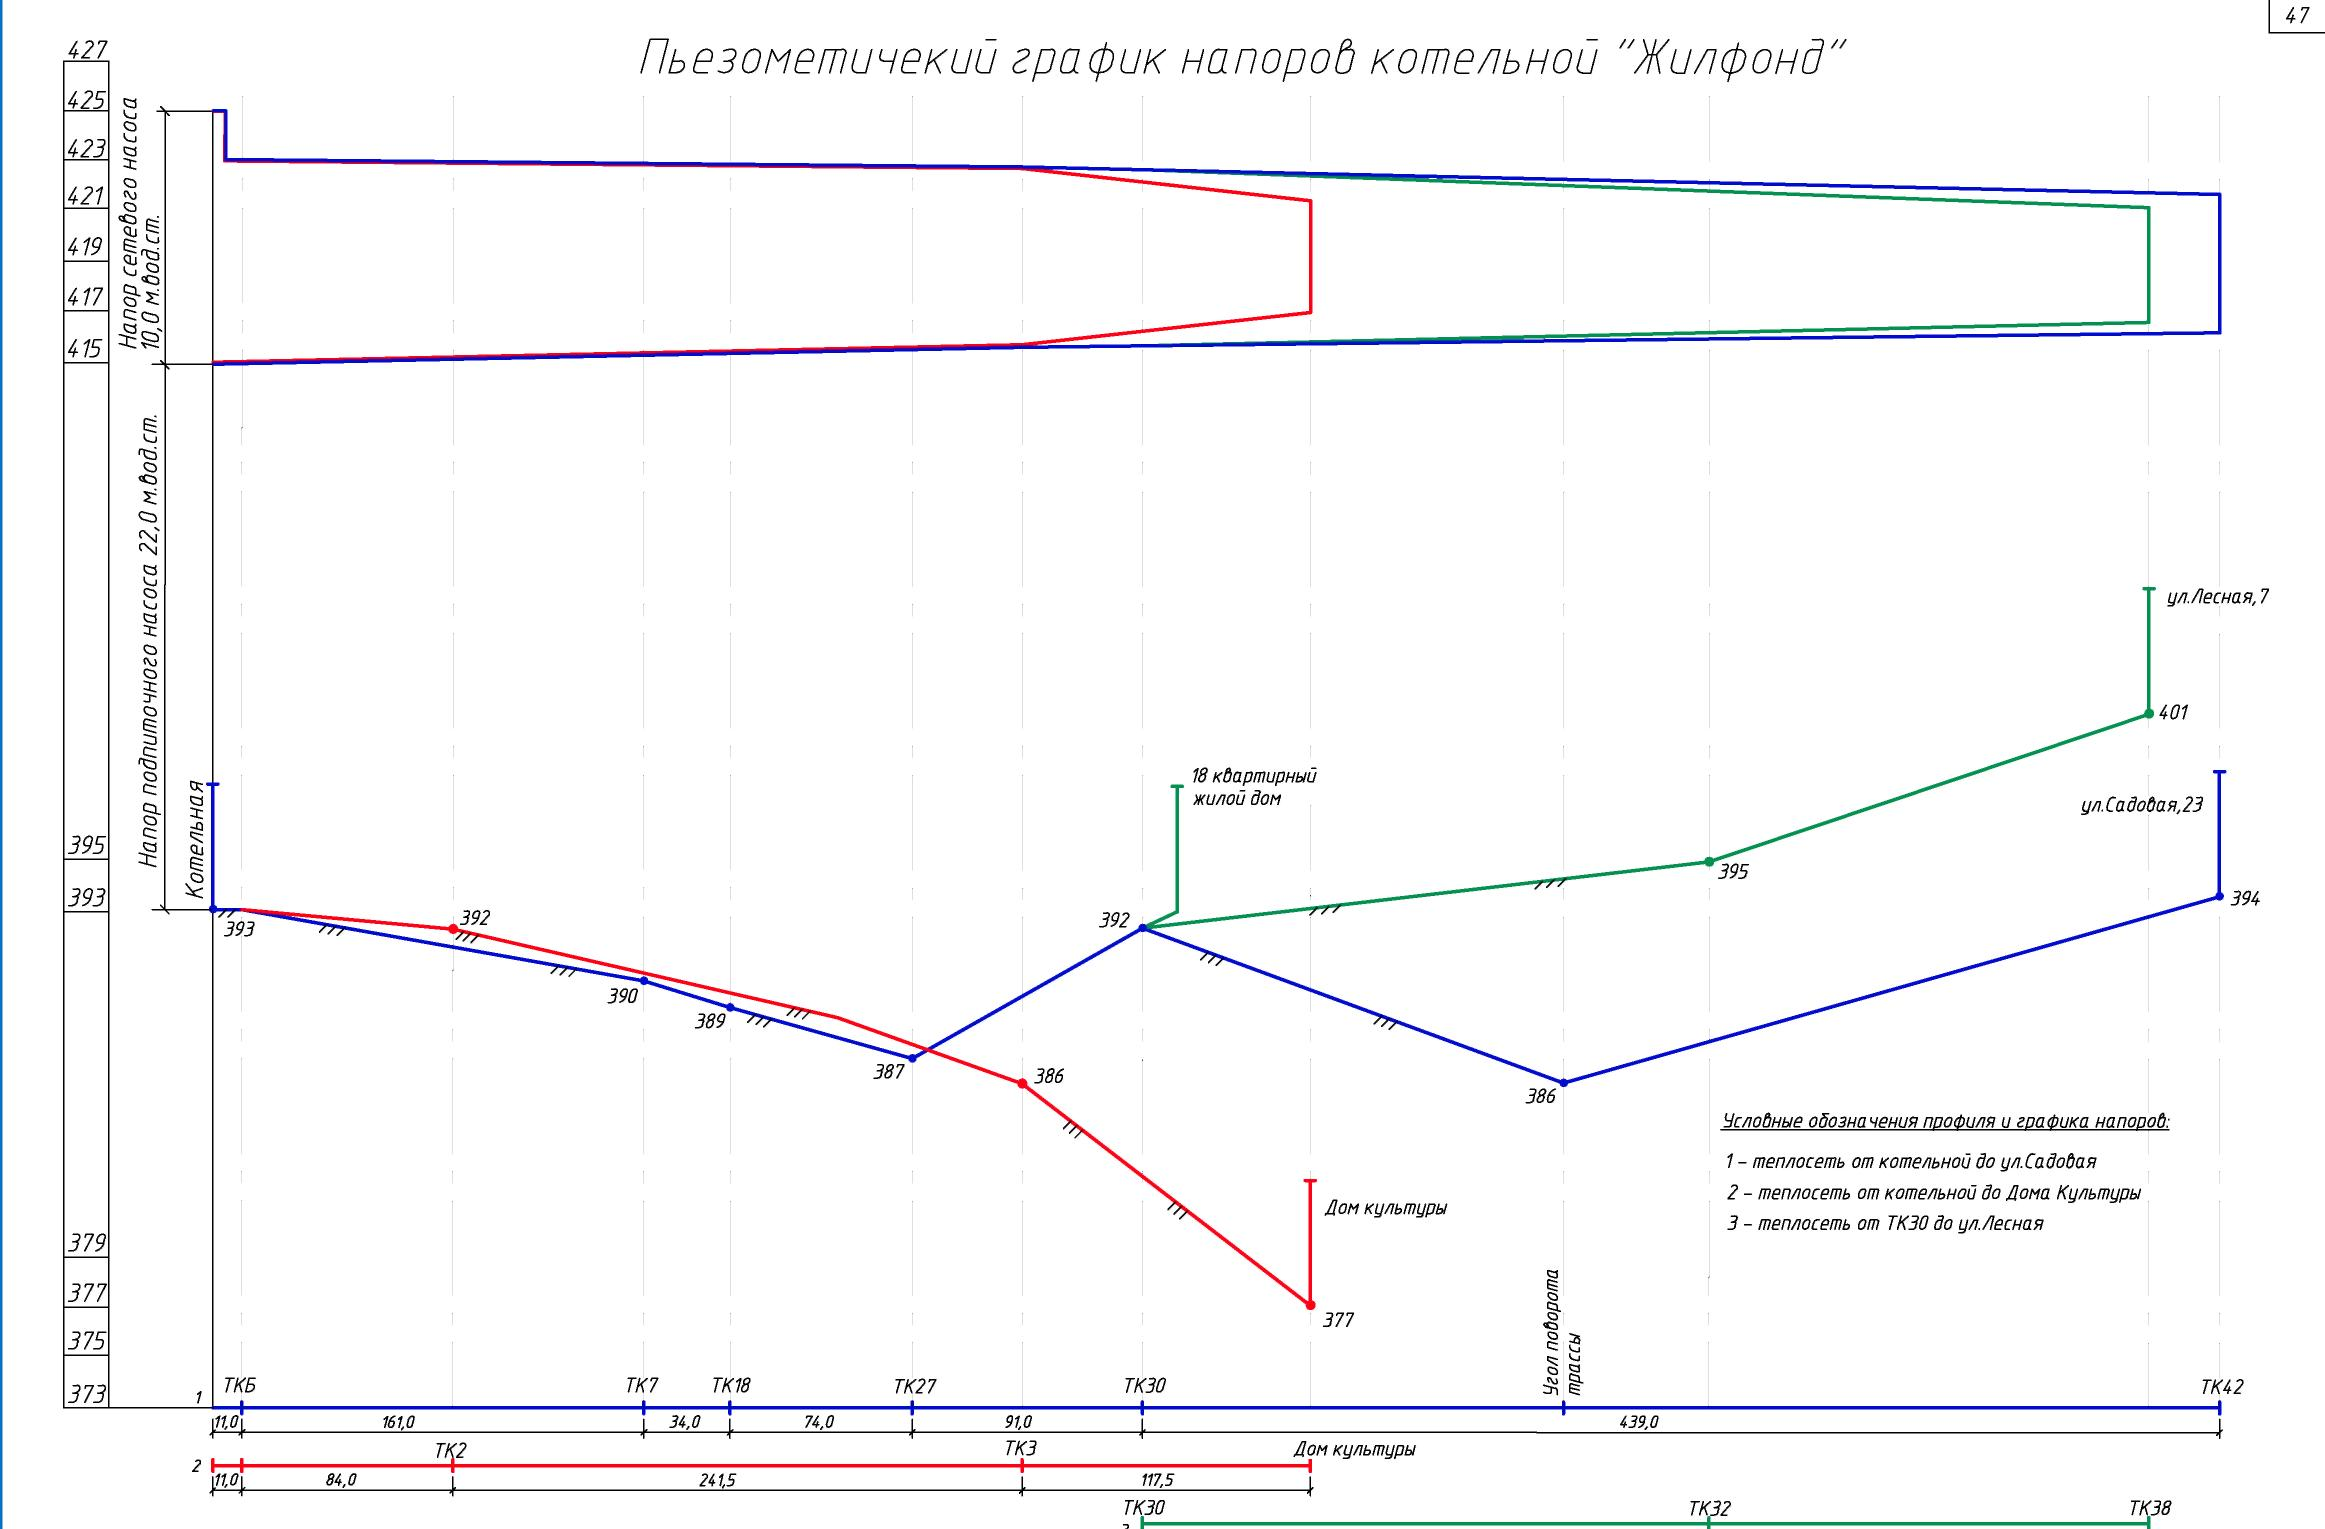 47
Пьезометичекий график напоров котельной "Жилфонд"
427
425
423
421
419
417
415
395
393
379
377
375
373
Напор сетевого насоса
10,0 м.вод.ст.
Напор подпиточного насоса 22,0 м.вод.ст.
Котельная
393
392
390
389
387
386
392
18 квартирный
жилой дом
ул.Лесная,7
401
395
ул.Садовая,23
394
386
Дом культуры
377
Угол поворота
трассы
Условные обозначения профиля и графика напоров:
1 – теплосеть от котельной до ул.Садовая
2 – теплосеть от котельной до Дома Культуры
3 – теплосеть от ТК30 до ул.Лесная
1 ТКБ ТК7 ТК18 ТК27 ТК30 ТК42
11,0 161,0 34,0 74,0 91,0 439,0
2 ТК2 ТК3 Дом культуры
11,0 84,0 241,5 117,5
ТК30 ТК32 ТК38